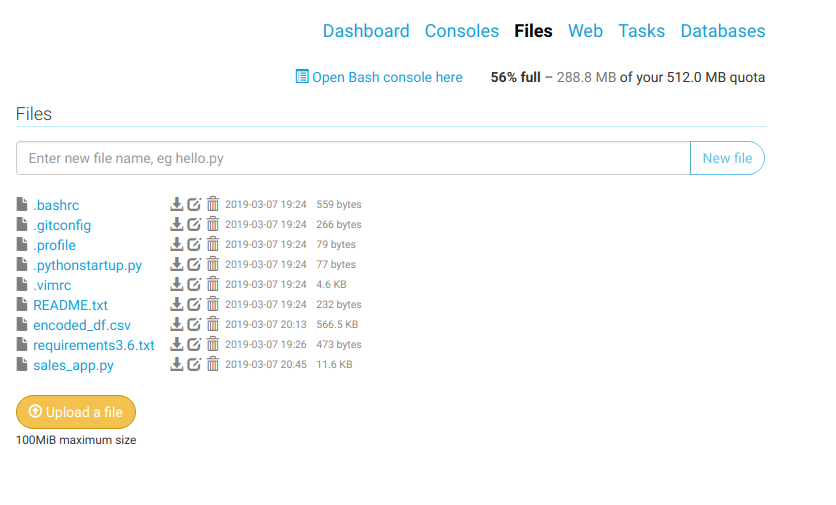 Dashboard Consoles Files Web Tasks Databases
Open Bash console here 56% full – 288.8 MB of your 512.0 MB quota
Files
Enter new file name, eg hello.py New file
.bashrc 2019-03-07 19:24 559 bytes
.gitconfig 2019-03-07 19:24 266 bytes
.profile 2019-03-07 19:24 79 bytes
.pythonstartup.py 2019-03-07 19:24 77 bytes
.vimrc 2019-03-07 19:24 4.6 KB
README.txt 2019-03-07 19:24 232 bytes
encoded_df.csv 2019-03-07 20:13 566.5 KB
requirements3.6.txt 2019-03-07 19:26 473 bytes
sales_app.py 2019-03-07 20:45 11.6 KB
Upload a file
100MiB maximum size